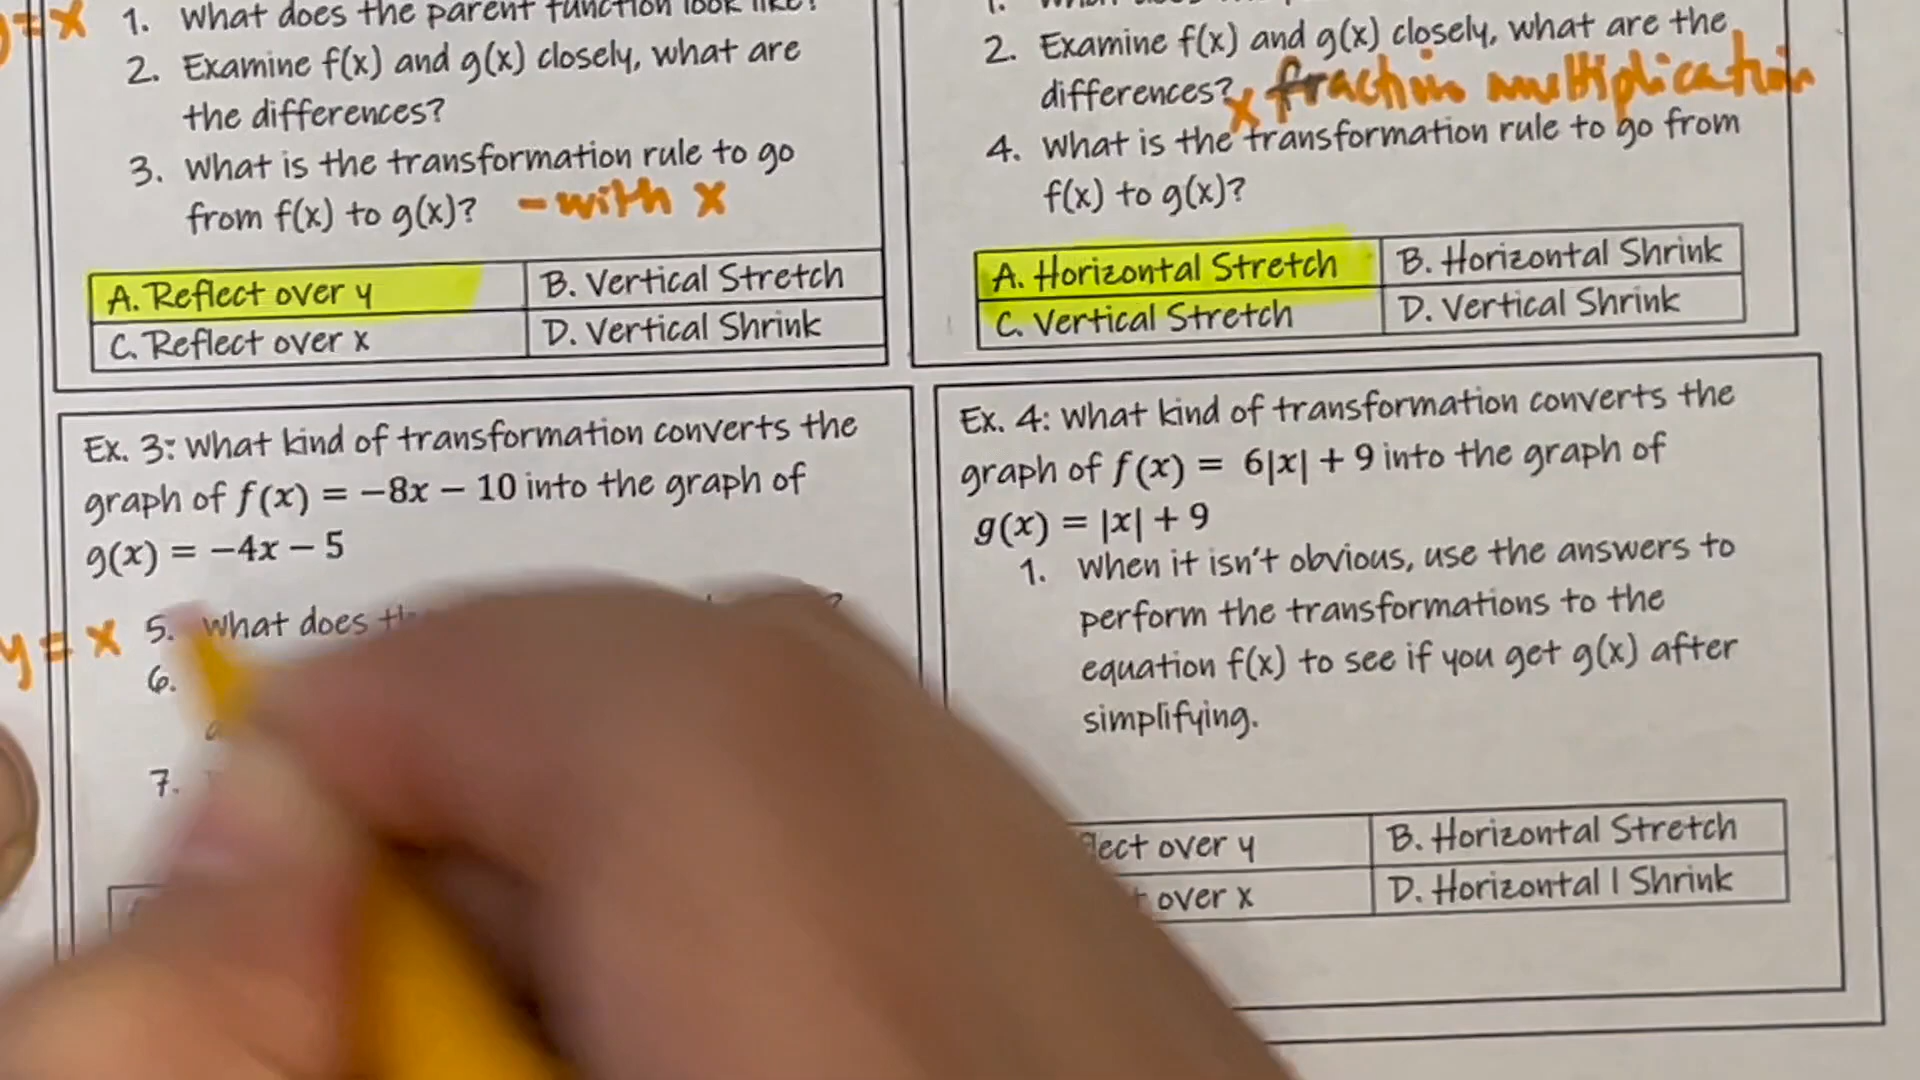 y = x
1. What does the parent function look like?
2. Examine f(x) and g(x) closely, what are
the differences?
3. What is the transformation rule to go
from f(x) to g(x)? - with x
A. Reflect over y B. Vertical Stretch
C. Reflect over x D. Vertical Shrink
1.
2. Examine f(x) and g(x) closely, what are the
differences? x fraction multiplication
4. What is the transformation rule to go from
f(x) to g(x)?
A. Horizontal Stretch B. Horizontal Shrink
C. Vertical Stretch D. Vertical Shrink
Ex. 3: What kind of transformation converts the
graph of f(x) = −8x − 10 into the graph of
g(x) = −4x − 5
y = x 5. What does
6.
7.
Ex. 4: What kind of transformation converts the
graph of f(x) = 6|x| + 9 into the graph of
g(x) = |x| + 9
1. When it isn't obvious, use the answers to
perform the transformations to the
equation f(x) to see if you get g(x) after
simplifying.
over y B. Horizontal Stretch
over x D. Horizontal l Shrink